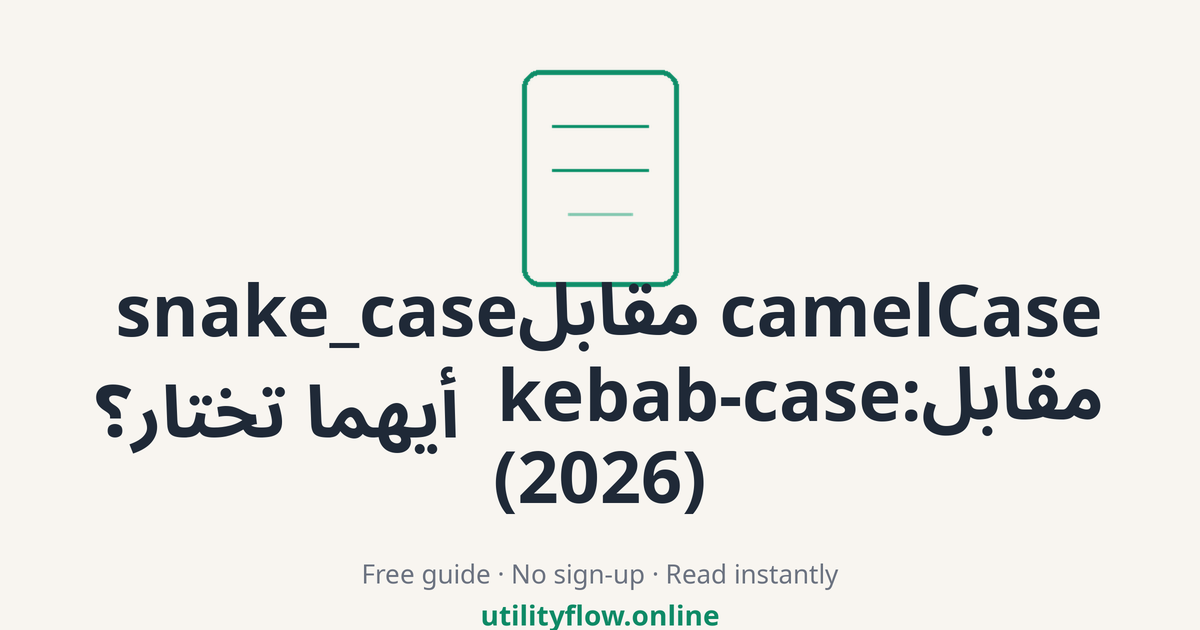 camelCase مقابل snake_case
مقابل kebab-case: أيهما تختار؟
(2026)
Free guide · No sign-up · Read instantly
utilityflow.online